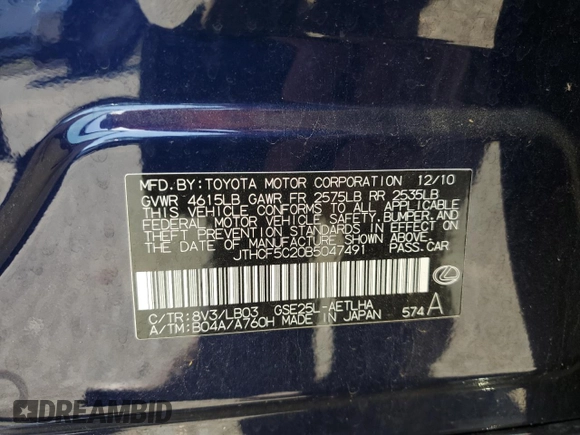 MFD. BY: TOYOTA MOTOR CORPORATION 12/10
GVWR 4615LB GAWR FR 2575LB RR 2535LB
THIS VEHICLE CONFORMS TO ALL APPLICABLE
FEDERAL MOTOR VEHICLE SAFETY, BUMPER, AND
THEFT PREVENTION STANDARDS IN EFFECT ON
THE DATE OF MANUFACTURE SHOWN ABOVE.
JTHCF5C20B5047491 PASS.CAR
C/TR: 8V3/LB03 GSE25L-AETLHA
A/TM: B04A/A760H MADE IN JAPAN 574 A
DREAMBID